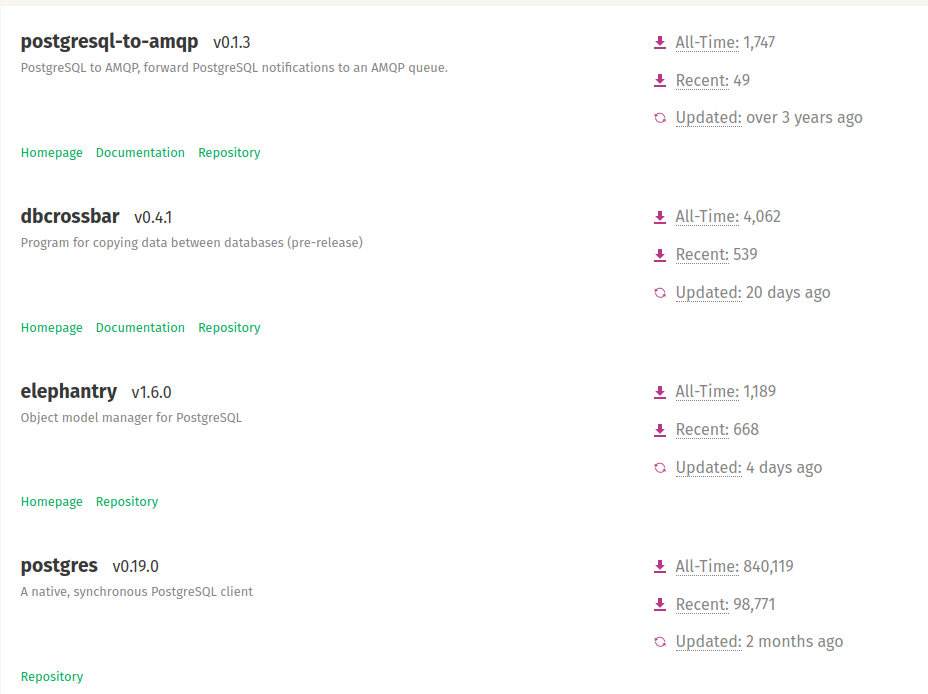 postgresql-to-amqp v0.1.3
All-Time: 1,747
PostgreSQL to AMQP, forward PostgreSQL notifications to an AMQP queue.
Recent: 49
Updated: over 3 years ago
Homepage Documentation Repository
dbcrossbar v0.4.1
All-Time: 4,062
Program for copying data between databases (pre-release)
Recent: 539
Updated: 20 days ago
Homepage Documentation Repository
elephantry v1.6.0
All-Time: 1,189
Object model manager for PostgreSQL
Recent: 668
Updated: 4 days ago
Homepage Repository
postgres v0.19.0
All-Time: 840,119
A native, synchronous PostgreSQL client
Recent: 98,771
Updated: 2 months ago
Repository